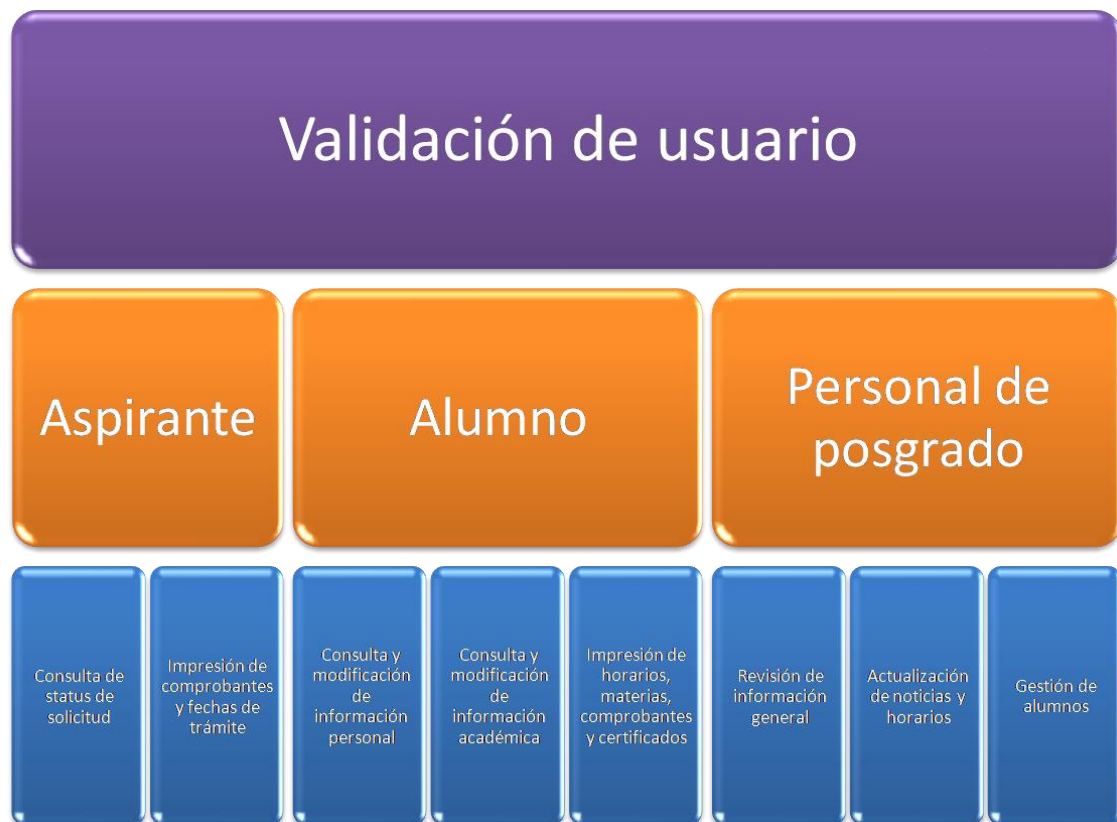 Validación de usuario
Aspirante
Alumno
Personal de
posgrado
Consulta de
status de
solicitud
Impresión de
comprobantes
y fechas de
trámite
Consulta y
modificación
de
información
personal
Consulta y
modificación
de
información
académica
Impresión de
horarios,
materias,
comprobantes
y certificados
Revisión de
información
general
Actualización
de noticias y
horarios
Gestión de
alumnos